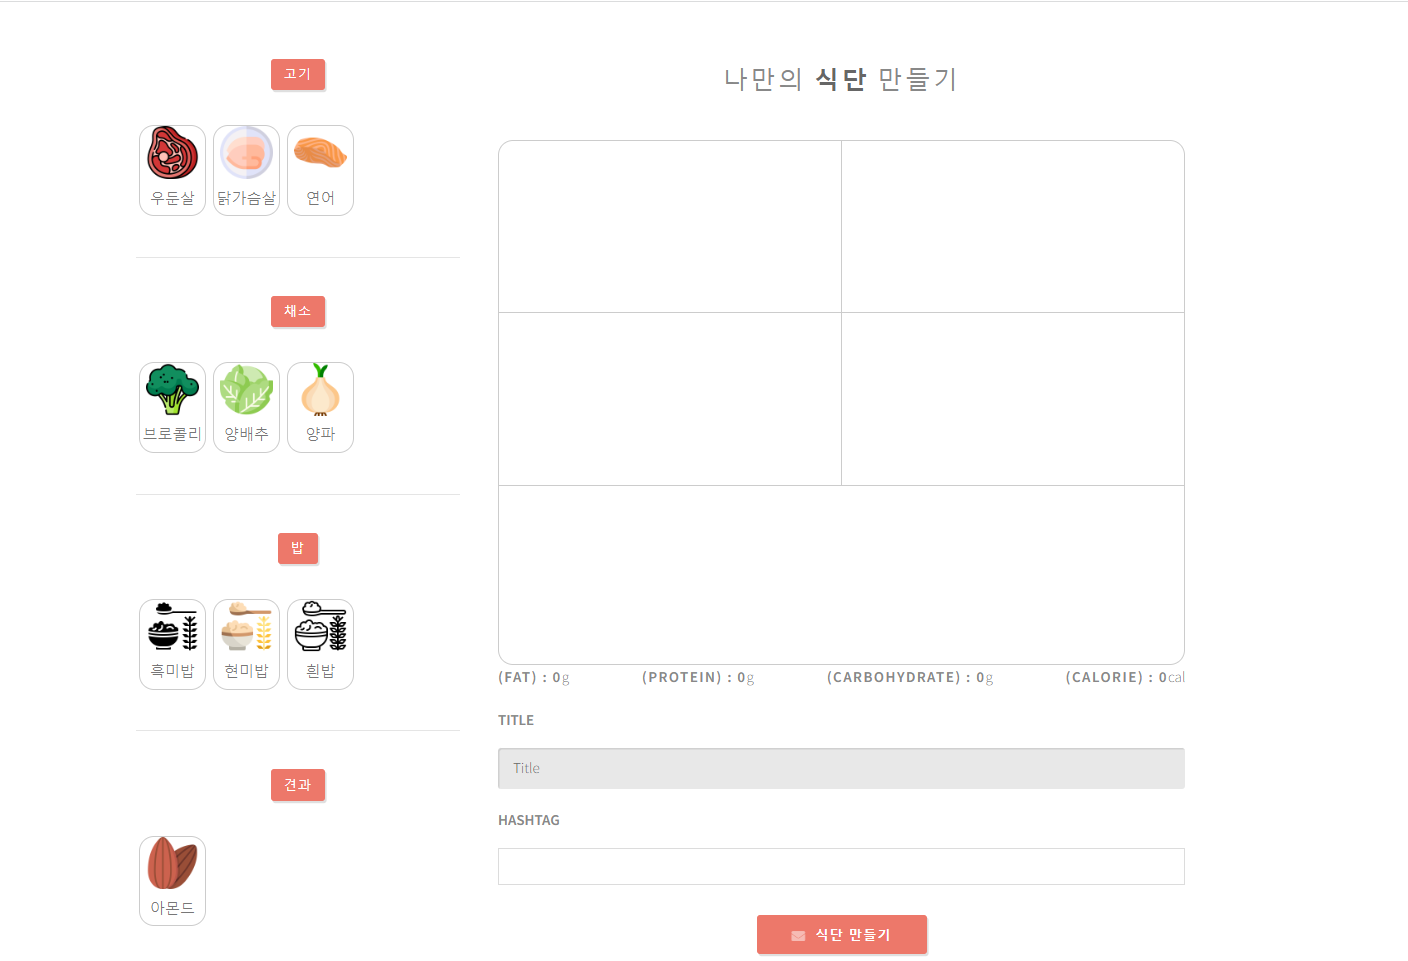 고기
우둔살 닭가슴살 연어
채소
브로콜리 양배추 양파
밥
흑미밥 현미밥 흰밥
견과
아몬드
나만의 식단 만들기
(FAT) : 0g (PROTEIN) : 0g (CARBOHYDRATE) : 0g (CALORIE) : 0cal
TITLE
Title
HASHTAG
식단 만들기